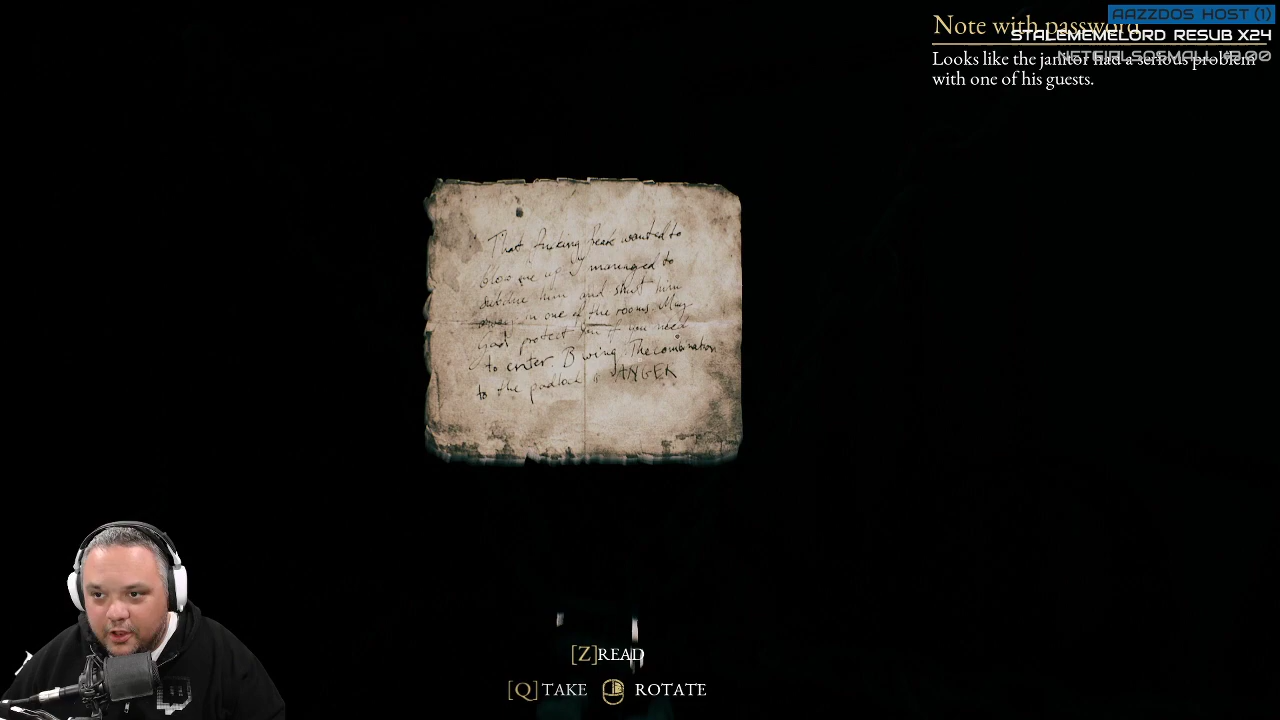 AAZZDOS HOST (1)
Note with password
STALEMEMELORD RESUB X24
NETGIRLSOSMALL: $3.00
Looks like the janitor had a serious problem
with one of his guests.
That fucking freak wanted to
blow me up. I managed to
subdue him and shut him
away in one of the rooms. May
god protect you if you need
to enter. B wing. The combination
to the padlock is ANGER
[Z]READ
[Q]TAKE ROTATE